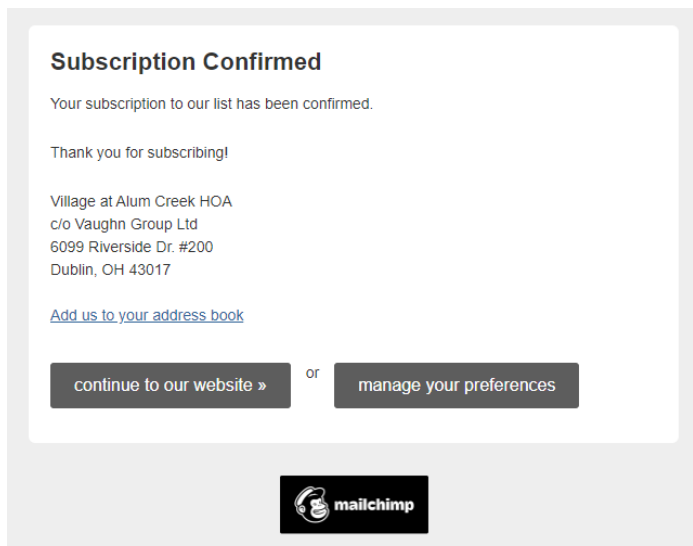 Subscription Confirmed
Your subscription to our list has been confirmed.
Thank you for subscribing!
Village at Alum Creek HOA
c/o Vaughn Group Ltd
6099 Riverside Dr. #200
Dublin, OH 43017
Add us to your address book
continue to our website » or manage your preferences
mailchimp